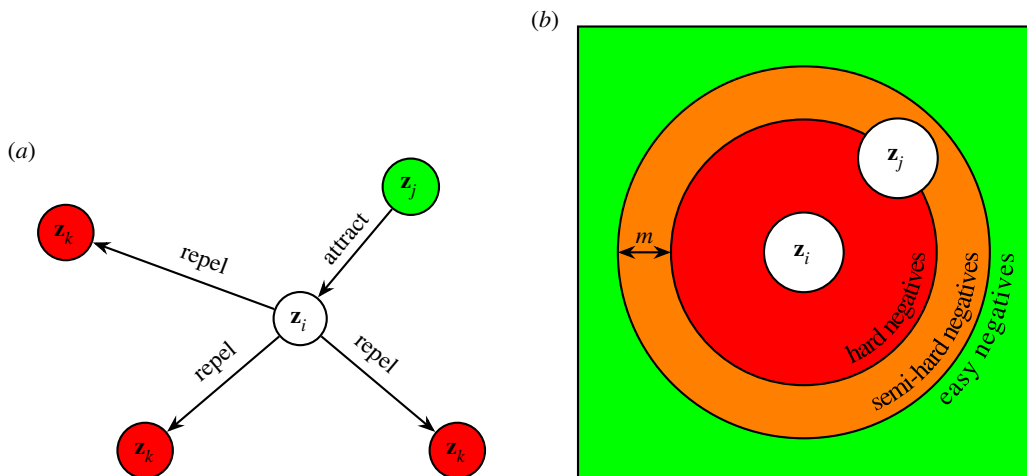 (a)
z_j
z_k
attract
repel
z_i
repel
repel
z_k
z_k
(b)
z_j
m
z_i
hard negatives
semi-hard negatives
easy negatives